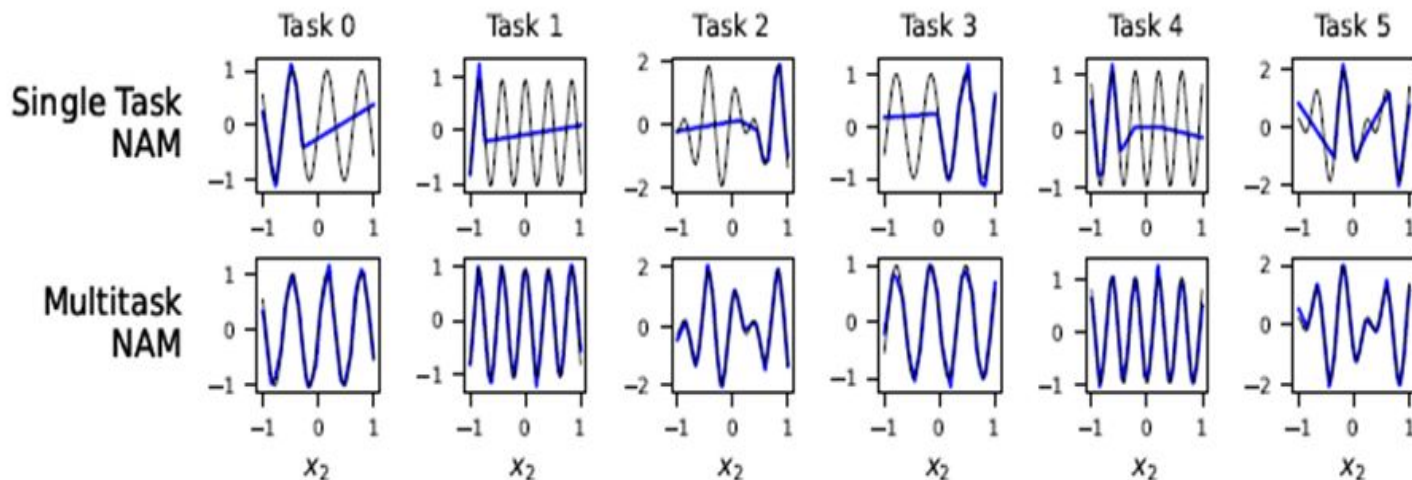 Task 0 Task 1 Task 2 Task 3 Task 4 Task 5
Single Task
NAM
1 1 2 1 1 2
0 0 0 0 0 0
−1 −1 −2 −1 −1 −2
−1 0 1 −1 0 1 −1 0 1 −1 0 1 −1 0 1 −1 0 1
Multitask
NAM
1 1 2 1 1 2
0 0 0 0 0 0
−1 −1 −2 −1 −1 −2
−1 0 1 −1 0 1 −1 0 1 −1 0 1 −1 0 1 −1 0 1
x₂ x₂ x₂ x₂ x₂ x₂